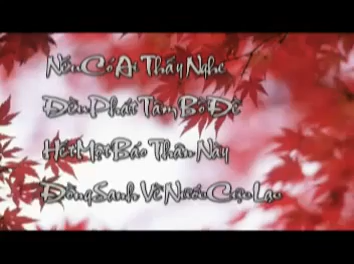 Nếu Có Ai Thấy Nghe
Đều Phát Tâm Bồ Đề
Hết Một Báo Thân Này
Đồng Sanh Về Nước Cực Lạc